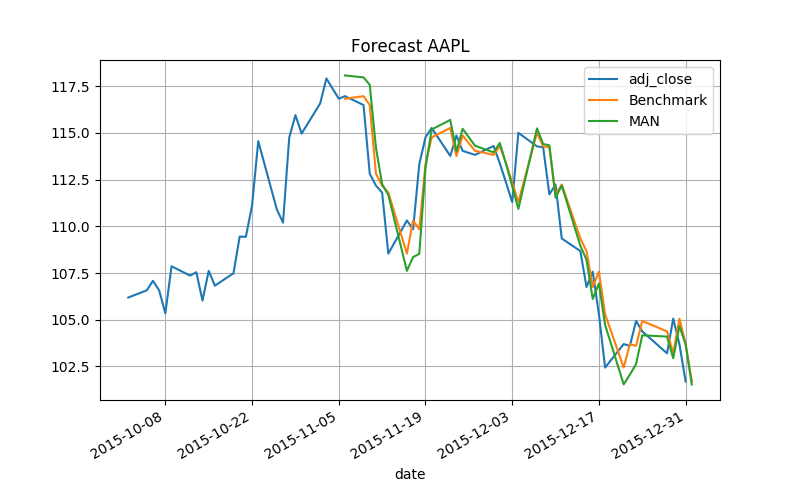 Forecast AAPL
adj_close
Benchmark
MAN
117.5
115.0
112.5
110.0
107.5
105.0
102.5
2015-10-08
2015-10-22
2015-11-05
2015-11-19
2015-12-03
2015-12-17
2015-12-31
date